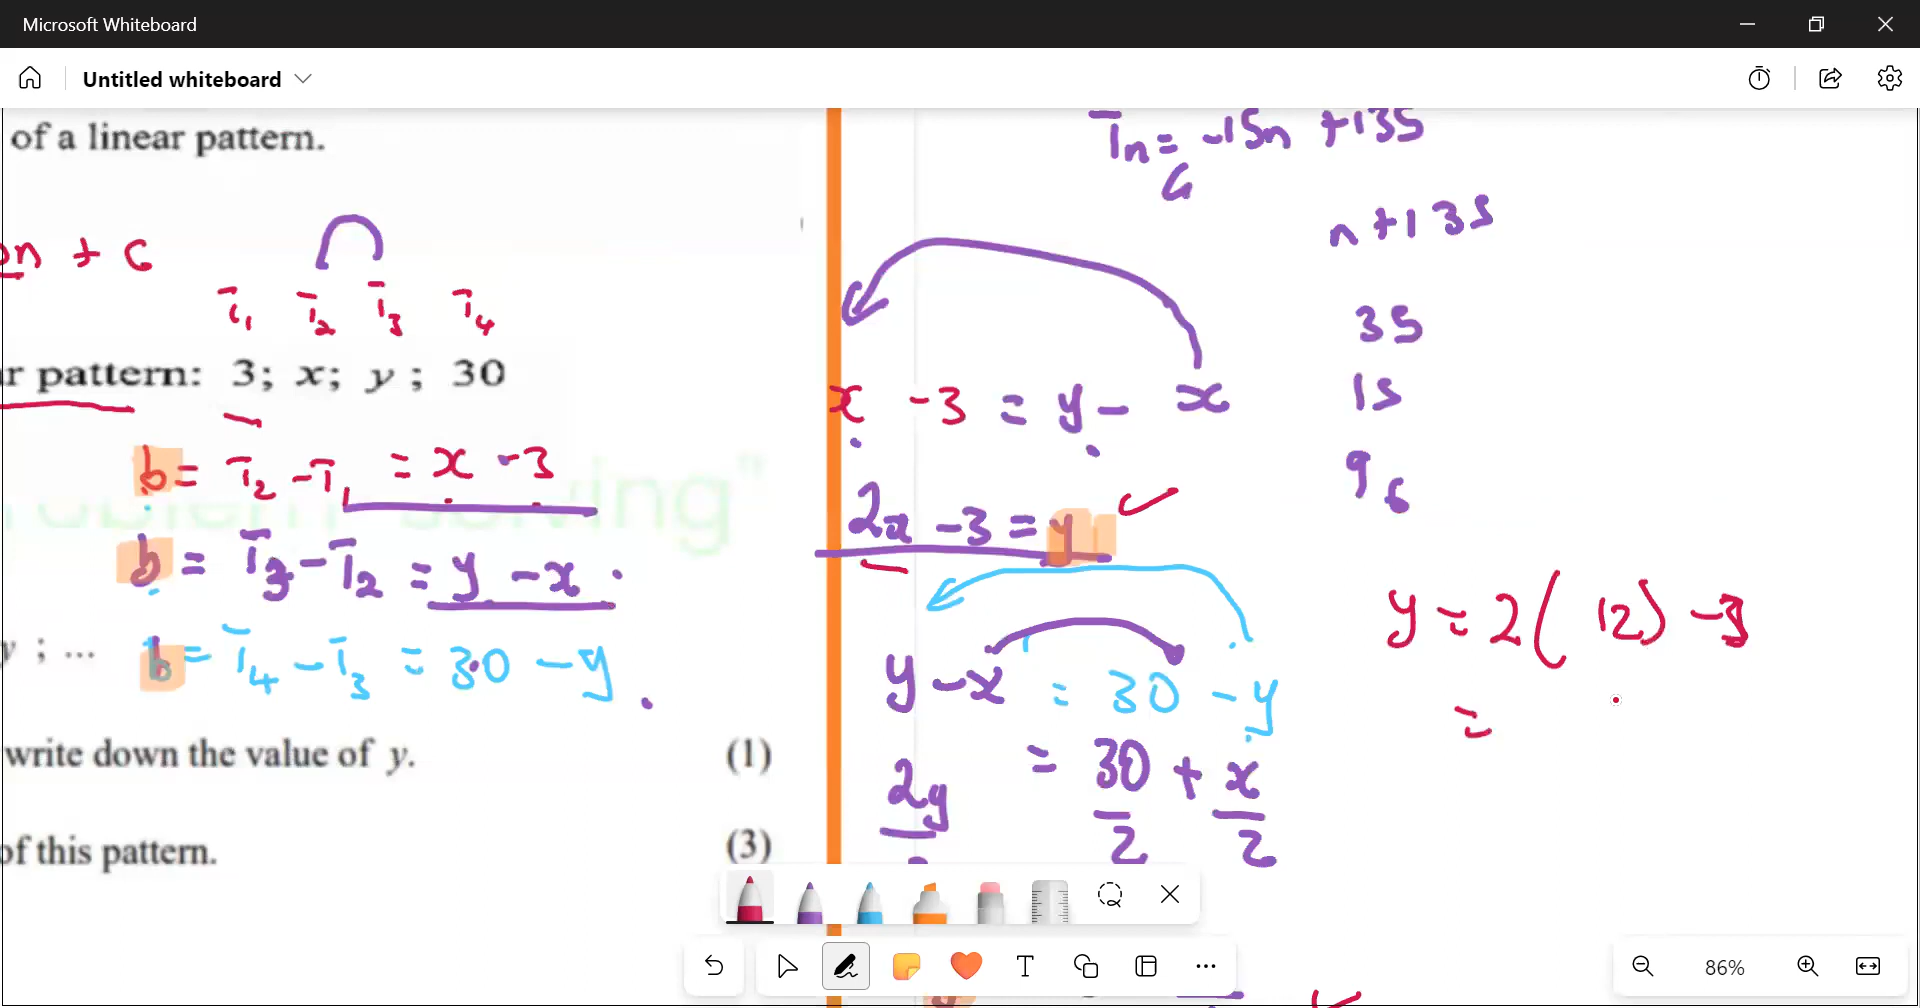 Microsoft Whiteboard
Untitled whiteboard
of a linear pattern.
n + c
T1 T2 T3 T4
r pattern: 3; x; y ; 30
b = T2 - T1 = x - 3
b = T3 - T2 = y - x
y ; ...
b = T4 - T3 = 30 - y
write down the value of y. (1)
of this pattern. (3)
Tn = -15n + 135
6
n + 135
35
15
96
x - 3 = y - x
2x - 3 = y
y - x = 30 - y
2y = 30/2 + x/2
y = 2(12) - 3
=
86%